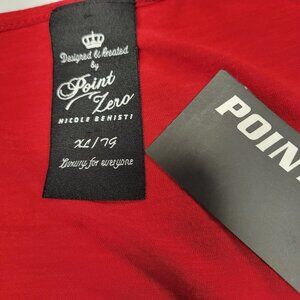 Designed & Created
by
Point
Zero
NICOLE BENISTI
XL/TG
Luxury for everyone
POIN